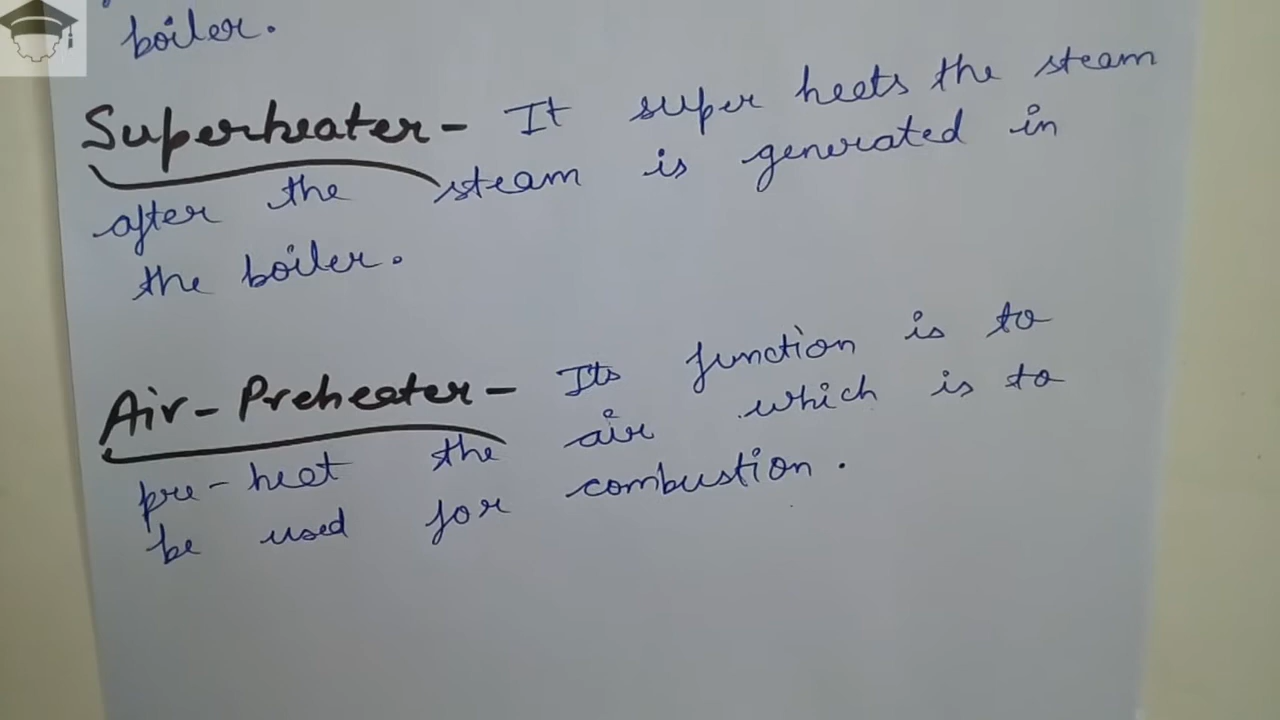 boiler.
Superheater - It super heets the steam
after the steam is generated in
the boiler.
Air-Preheater - Its function is to
pre-heat the air which is to
be used for combustion.